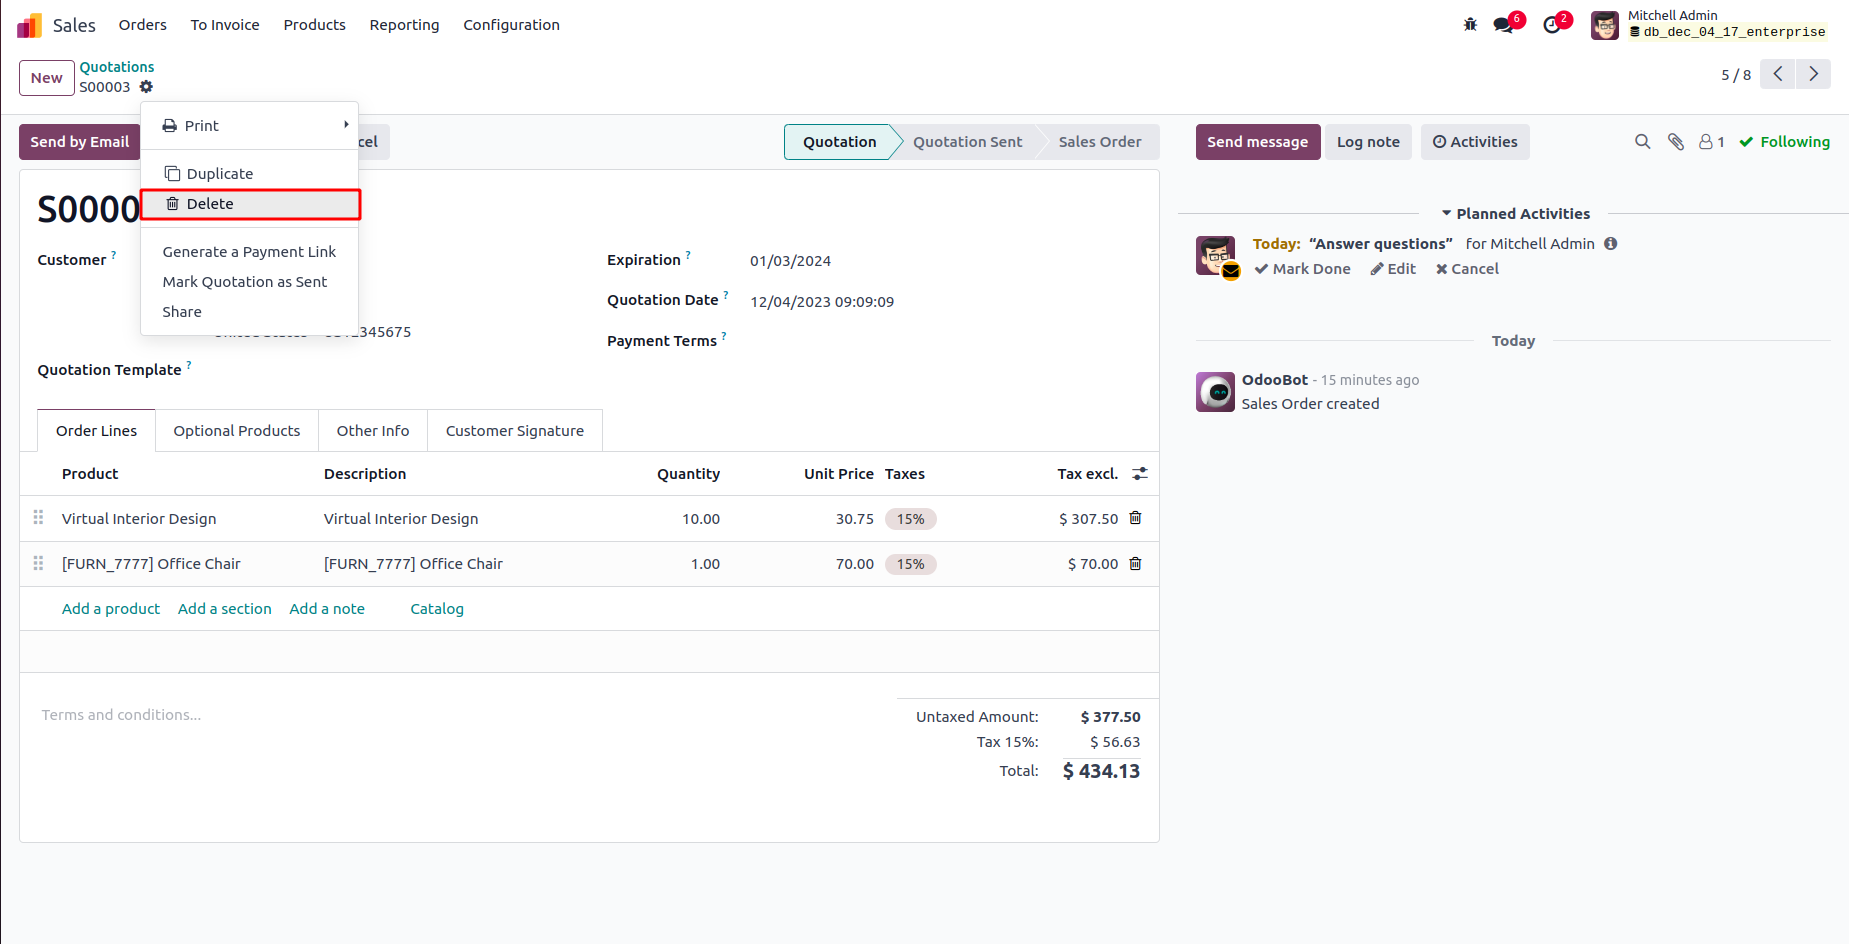 Sales Orders To Invoice Products Reporting Configuration
6 2 Mitchell Admin
db_dec_04_17_enterprise
New Quotations
S00003
5 / 8
Print
Send by Email cel
Quotation Quotation Sent Sales Order
Send message Log note Activities 1 Following
Duplicate
S0000 Delete
Generate a Payment Link
Mark Quotation as Sent
Share
Customer ?
345675
Quotation Template ?
Expiration ? 01/03/2024
Quotation Date ? 12/04/2023 09:09:09
Payment Terms ?
Planned Activities
Today: “Answer questions” for Mitchell Admin
Mark Done Edit Cancel
Today
OdooBot - 15 minutes ago
Sales Order created
Order Lines Optional Products Other Info Customer Signature
Product Description Quantity Unit Price Taxes Tax excl.
Virtual Interior Design Virtual Interior Design 10.00 30.75 15% $ 307.50
[FURN_7777] Office Chair [FURN_7777] Office Chair 1.00 70.00 15% $ 70.00
Add a product Add a section Add a note Catalog
Terms and conditions...
Untaxed Amount: $ 377.50
Tax 15%: $ 56.63
Total: $ 434.13